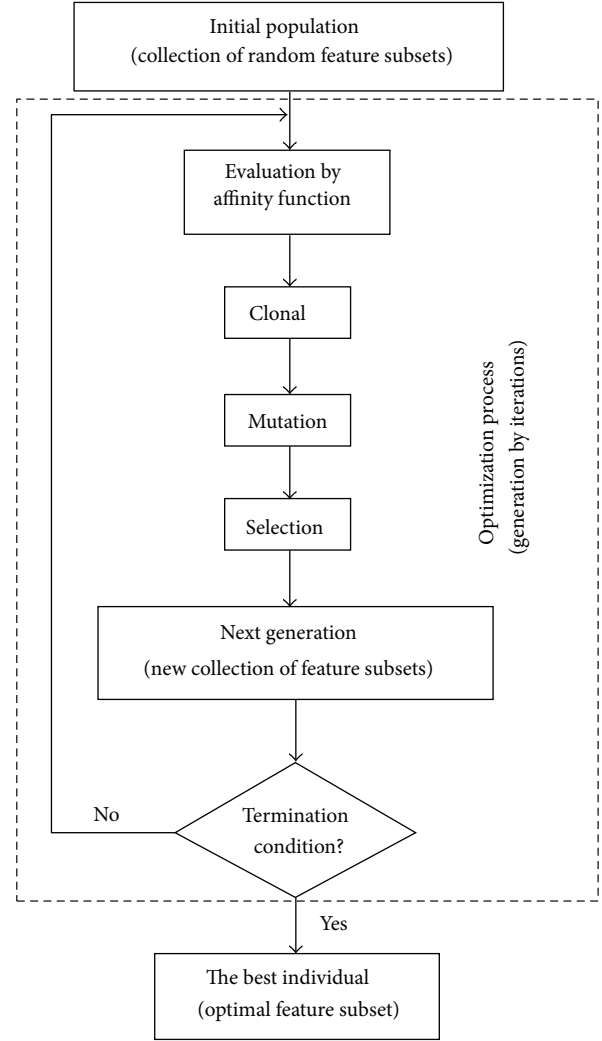 Initial population
(collection of random feature subsets)
Evaluation by
affinity function
Clonal
Mutation
Selection
Optimization process
(generation by iterations)
Next generation
(new collection of feature subsets)
Termination
condition?
No
Yes
The best individual
(optimal feature subset)